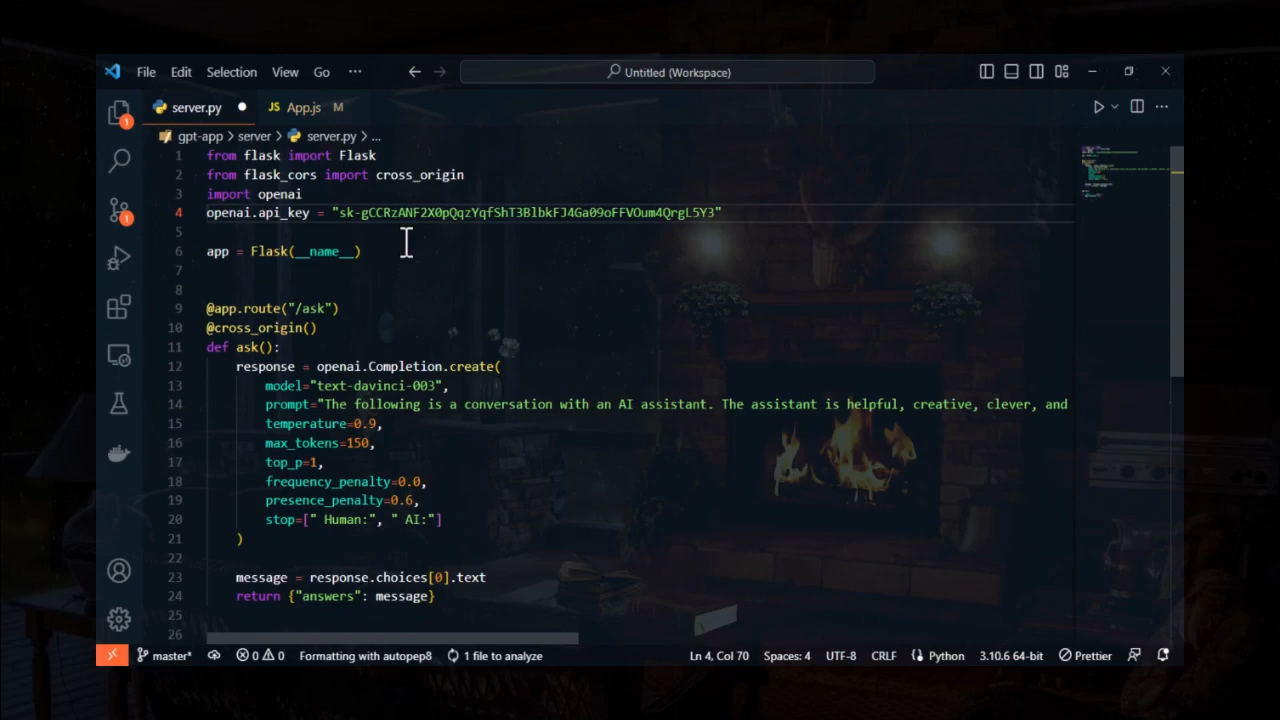 File Edit Selection View Go ··· Untitled (Workspace)
server.py JS App.js M
gpt-app > server > server.py > ...
1 from flask import Flask
2 from flask_cors import cross_origin
3 import openai
4 openai.api_key = "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"
5
6 app = Flask(__name__)
7
8
9 @app.route("/ask")
10 @cross_origin()
11 def ask():
12 response = openai.Completion.create(
13 model="text-davinci-003",
14 prompt="The following is a conversation with an AI assistant. The assistant is helpful, creative, clever, and
15 temperature=0.9,
16 max_tokens=150,
17 top_p=1,
18 frequency_penalty=0.0,
19 presence_penalty=0.6,
20 stop=[" Human:", " AI:"]
21 )
22
23 message = response.choices[0].text
24 return {"answers": message}
25
26
1
1
master* 0 0 Formatting with autopep8 1 file to analyze Ln 4, Col 70 Spaces: 4 UTF-8 CRLF Python 3.10.6 64-bit Prettier